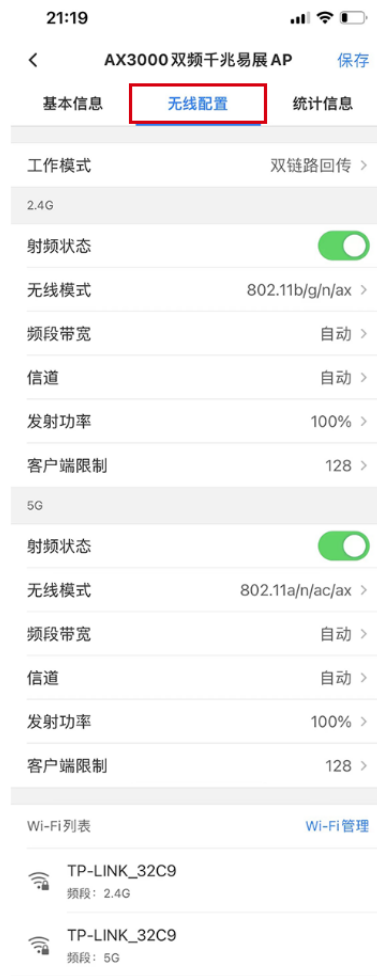 21:19
AX3000双频千兆易展AP 保存
基本信息 无线配置 统计信息
工作模式 双链路回传
2.4G
射频状态
无线模式 802.11b/g/n/ax
频段带宽 自动
信道 自动
发射功率 100%
客户端限制 128
5G
射频状态
无线模式 802.11a/n/ac/ax
频段带宽 自动
信道 自动
发射功率 100%
客户端限制 128
Wi-Fi列表 Wi-Fi管理
TP-LINK_32C9
频段：2.4G
TP-LINK_32C9
频段：5G